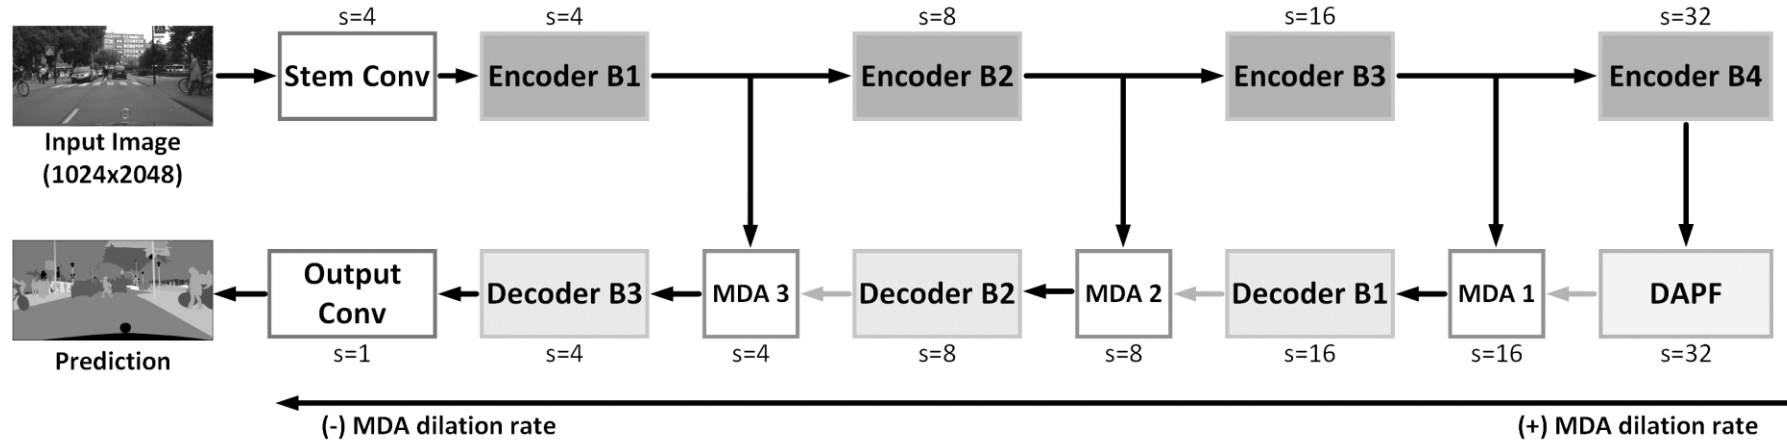 s=4
s=4
s=8
s=16
s=32
Stem Conv
Encoder B1
Encoder B2
Encoder B3
Encoder B4
Input Image
(1024x2048)
Output
Conv
Decoder B3
MDA 3
Decoder B2
MDA 2
Decoder B1
MDA 1
DAPF
Prediction
s=1
s=4
s=4
s=8
s=8
s=16
s=16
s=32
(-) MDA dilation rate
(+) MDA dilation rate